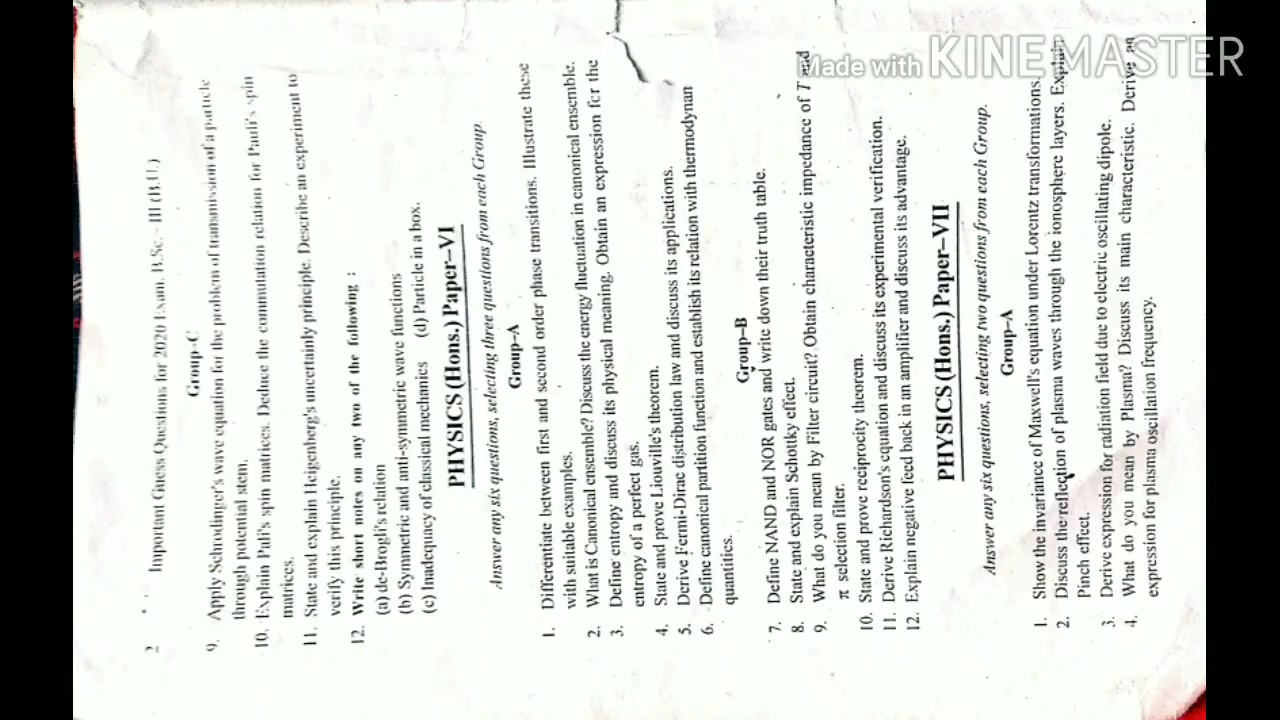 Made with KINEMASTER
2 Important Guess Questions for 2020 Exam. B.Sc. - III (B.U.)
Group–C
9. Apply Schrodinger's wave equation for the problem of transmission of a particle
through potential stem.
10. Explain Puli's spin matrices. Deduce the commutation relation for Pauli's spin
matrices.
11. State and explain Heigenberg's uncertainly principle. Describe an experiment to
verify this principle.
12. Write short notes on any two of the following :
(a) de-Brogli's relation
(b) Symmetric and anti-symmetric wave functions
(c) Inadequacy of classical mechanics (d) Particle in a box.
PHYSICS (Hons.) Paper–VI
Answer any six questions, selecting three questions from each Group.
Group–A
1. Differentiate between first and second order phase transitions. Illustrate these
with suitable examples.
2. What is Canonical ensemble? Discuss the energy fluctuation in canonical ensemble.
3. Define entropy and discuss its physical meaning. Obtain an expression for the
entropy of a perfect gas.
4. State and prove Liouville's theorem.
5. Derive Fermi-Dirac distribution law and discuss its applications.
6. Define canonical partition function and establish its relation with thermodynan
quantities.
Group–B
7. Define NAND and NOR gates and write down their truth table.
8. State and explain Schottky effect.
9. What do you mean by Filter circuit? Obtain characteristic impedance of T and
π selection filter.
10. State and prove reciprocity theorem.
11. Derive Richardson's equation and discuss its experimental verification.
12. Explain negative feed back in an amplifier and discuss its advantage.
PHYSICS (Hons.) Paper–VII
Answer any six questions, selecting two questions from each Group.
Group–A
1. Show the invariance of Maxwell's equation under Lorentz transformations.
2. Discuss the reflection of plasma waves through the ionosphere layers. Explain
Pinch effect.
3. Derive expression for radiation field due to electric oscillating dipole.
4. What do you mean by Plasma? Discuss its main characteristic. Derive an
expression for plasma oscillation frequency.